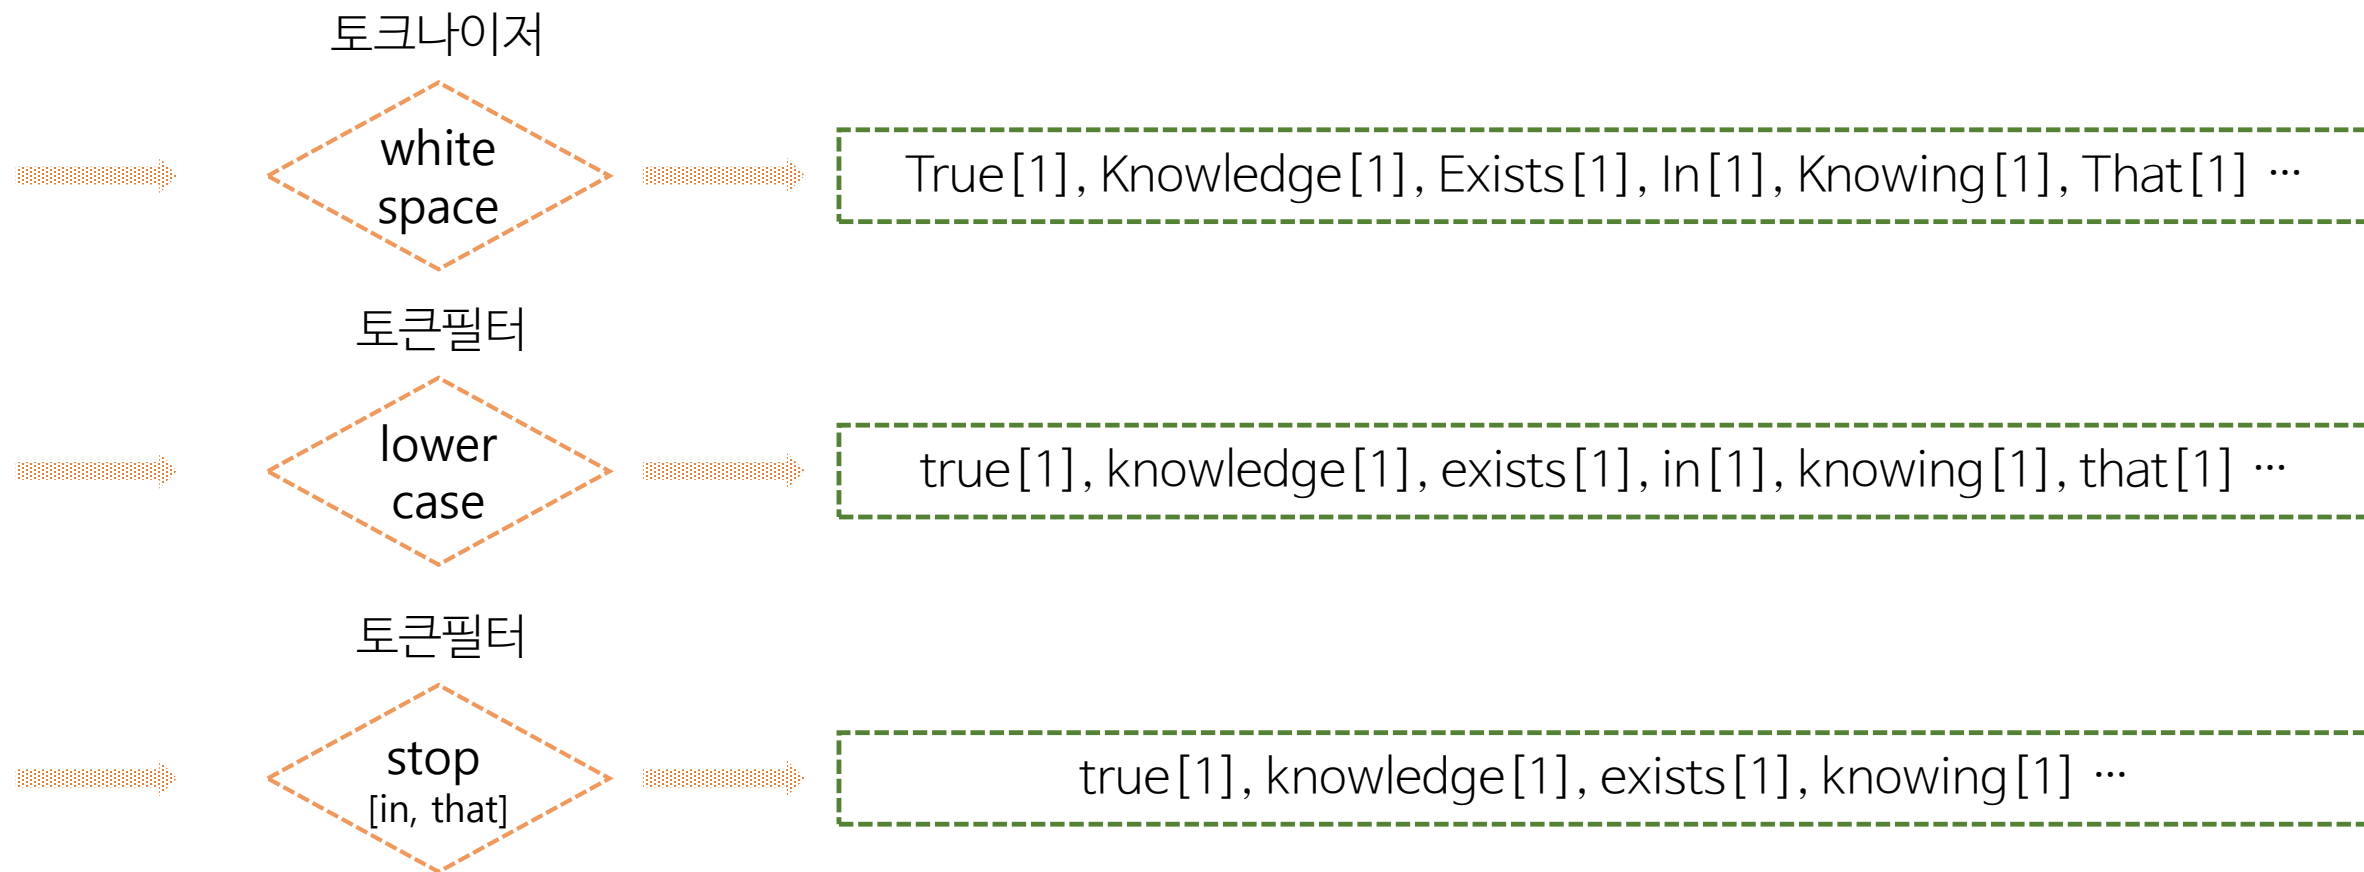 토크나이저
white
space
True[1], Knowledge[1], Exists[1], In[1], Knowing[1], That[1] ···
토큰필터
lower
case
true[1], knowledge[1], exists[1], in[1], knowing[1], that[1] ···
토큰필터
stop
[in, that]
true[1], knowledge[1], exists[1], knowing[1] ···